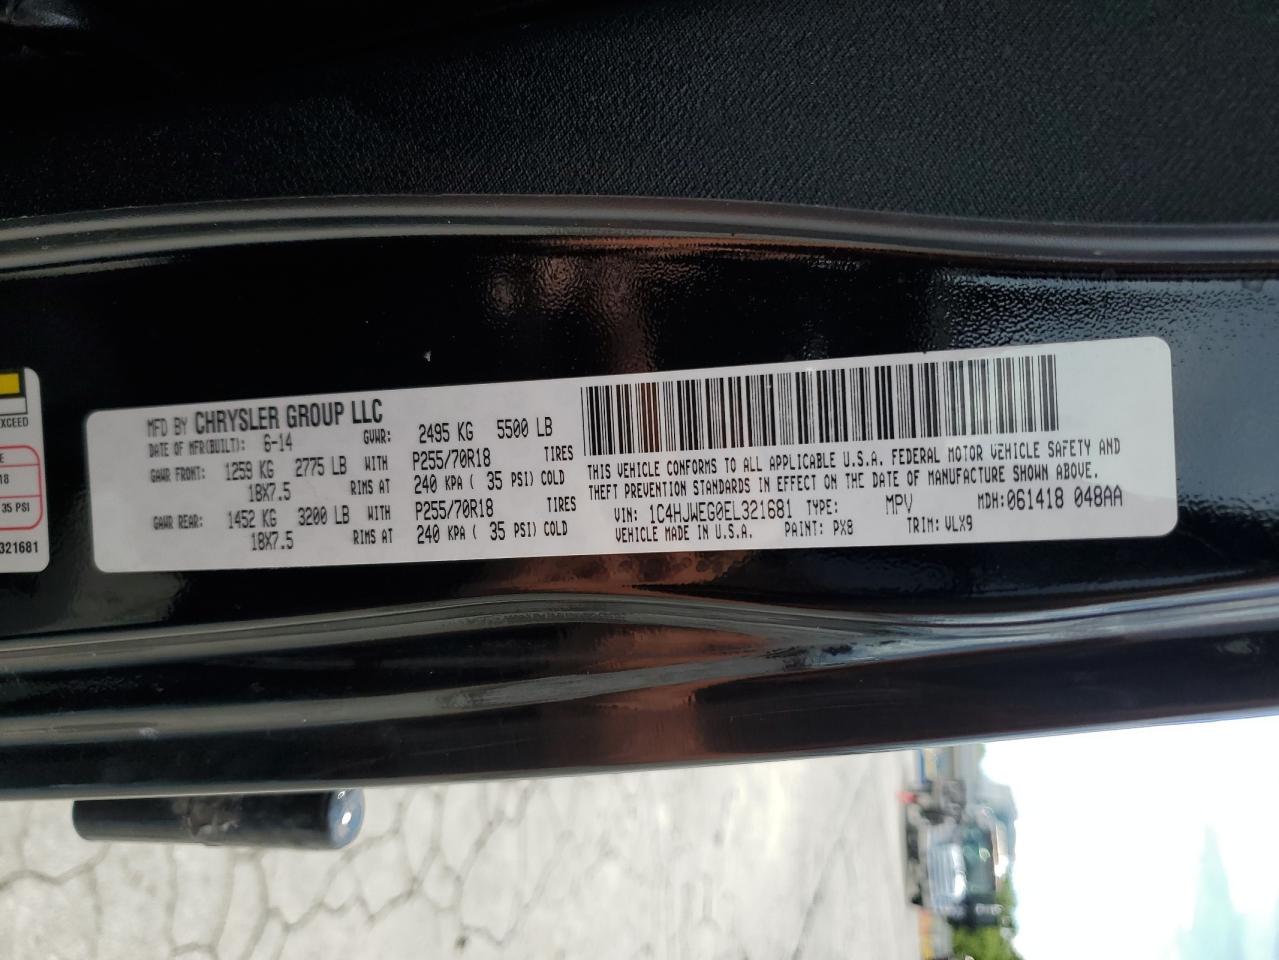 EXCEED
E
18
35 PSI
321681
MFD BY CHRYSLER GROUP LLC
DATE OF MFR(BUILT): 6-14 GVWR: 2495 KG 5500 LB
GAWR FRONT: 1259 KG 2775 LB WITH P255/70R18 TIRES
18X7.5 RIMS AT 240 KPA ( 35 PSI) COLD
GAWR REAR: 1452 KG 3200 LB WITH P255/70R18 TIRES
18X7.5 RIMS AT 240 KPA ( 35 PSI) COLD
THIS VEHICLE CONFORMS TO ALL APPLICABLE U.S.A. FEDERAL MOTOR VEHICLE SAFETY AND
THEFT PREVENTION STANDARDS IN EFFECT ON THE DATE OF MANUFACTURE SHOWN ABOVE.
VIN: 1C4HJWEG0EL321681 TYPE: MPV MDH: 061418 048AA
VEHICLE MADE IN U.S.A. PAINT: PX8 TRIM: VLX9